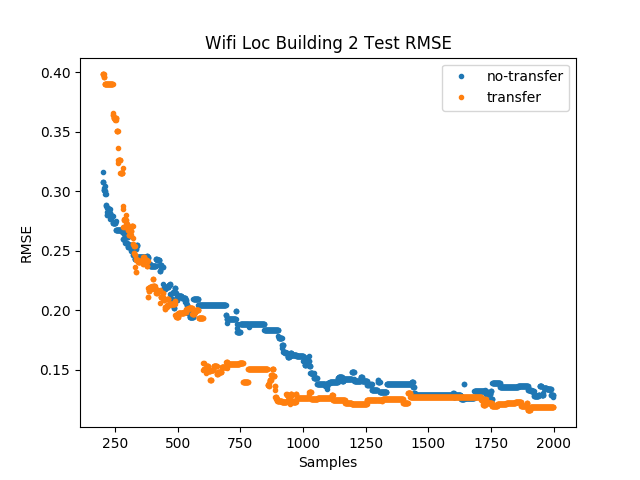 Wifi Loc Building 2 Test RMSE
no-transfer
transfer
0.40
0.35
0.30
0.25
0.20
0.15
RMSE
250 500 750 1000 1250 1500 1750 2000
Samples